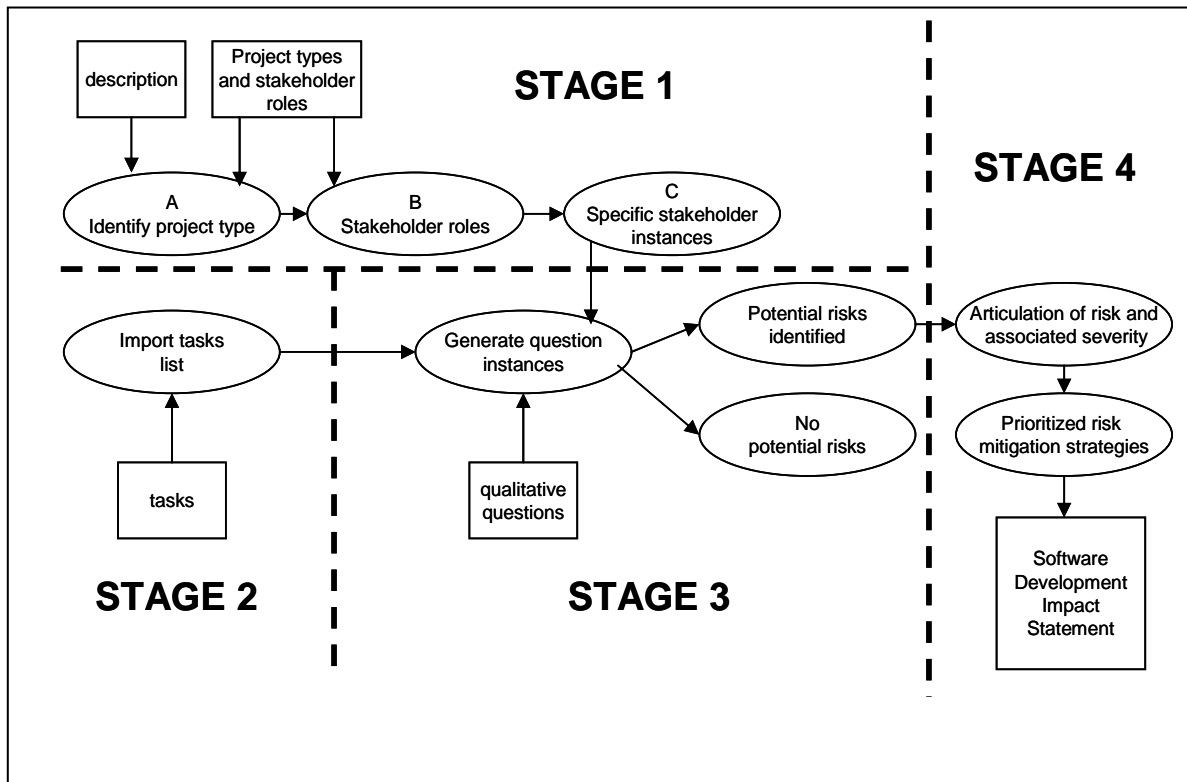 description
Project types
and stakeholder
roles
STAGE 1
A
Identify project type
B
Stakeholder roles
C
Specific stakeholder
instances
STAGE 4
Import tasks
list
Generate question
instances
Potential risks
identified
Articulation of risk and
associated severity
No
potential risks
Prioritized risk
mitigation strategies
tasks
qualitative
questions
Software
Development
Impact
Statement
STAGE 2
STAGE 3